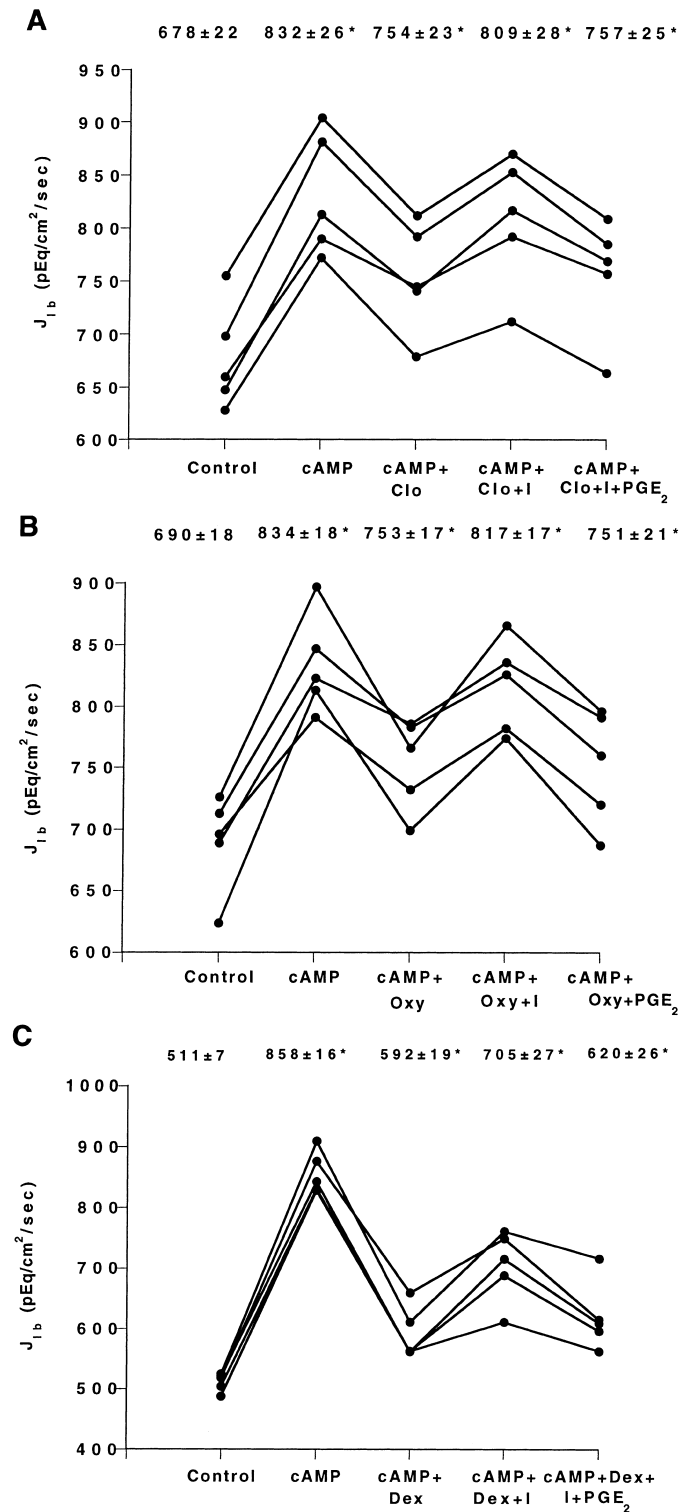 A
678±22 832±26* 754±23* 809±28* 757±25*
950
900
850
800
750
700
650
600
J_lb (pEq/cm²/sec)
Control cAMP cAMP+ cAMP+ cAMP+
Clo Clo+I Clo+I+PGE₂
B
690±18 834±18* 753±17* 817±17* 751±21*
900
850
800
750
700
650
600
J_lb (pEq/cm²/sec)
Control cAMP cAMP+ cAMP+ cAMP+
Oxy Oxy+I Oxy+PGE₂
C
511±7 858±16* 592±19* 705±27* 620±26*
1000
900
800
700
600
500
400
J_lb (pEq/cm²/sec)
Control cAMP cAMP+ cAMP+ cAMP+Dex+
Dex Dex+I I+PGE₂